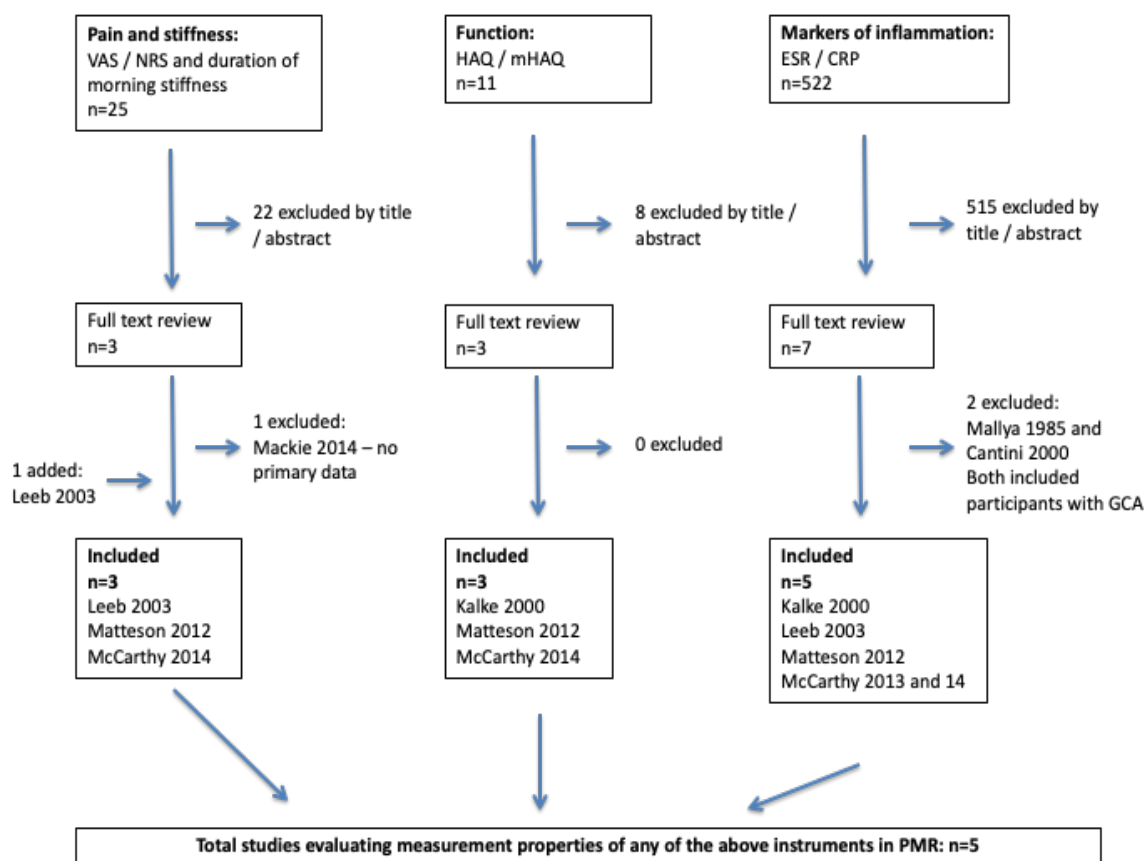 Pain and stiffness:
VAS / NRS and duration of
morning stiffness
n=25
Function:
HAQ / mHAQ
n=11
Markers of inflammation:
ESR / CRP
n=522
22 excluded by title
/ abstract
8 excluded by title /
abstract
515 excluded by
title / abstract
Full text review
n=3
Full text review
n=3
Full text review
n=7
1 added:
Leeb 2003
1 excluded:
Mackie 2014 – no
primary data
0 excluded
2 excluded:
Mallya 1985 and
Cantini 2000
Both included
participants with GCA
Included
n=3
Leeb 2003
Matteson 2012
McCarthy 2014
Included
n=3
Kalke 2000
Matteson 2012
McCarthy 2014
Included
n=5
Kalke 2000
Leeb 2003
Matteson 2012
McCarthy 2013 and 14
Total studies evaluating measurement properties of any of the above instruments in PMR: n=5